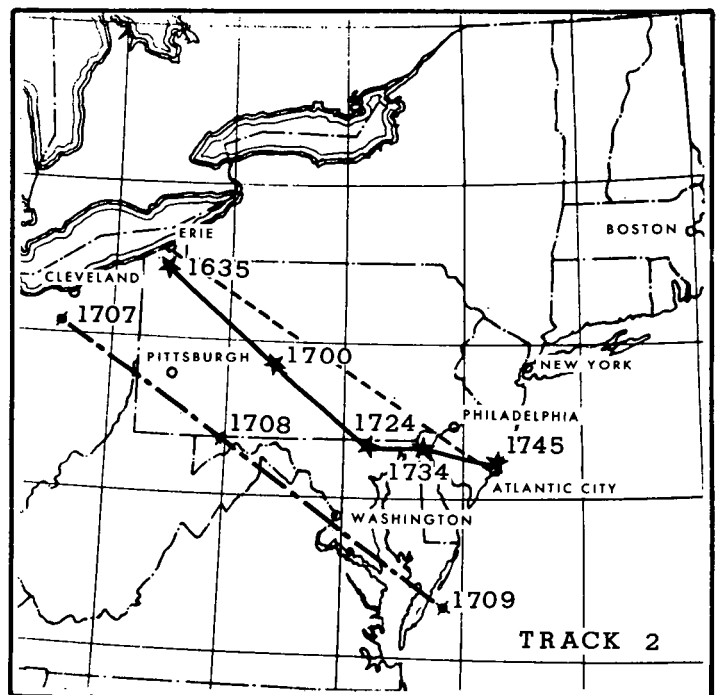 ERIE
BOSTON
CLEVELAND
1635
1707
PITTSBURGH
1700
NEW YORK
PHILADELPHIA
1708
1724
1745
1734
ATLANTIC CITY
WASHINGTON
1709
TRACK 2